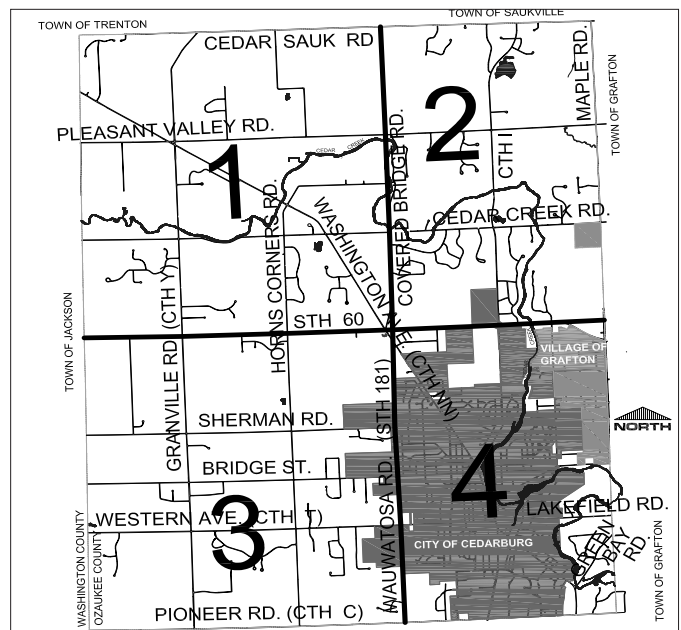 TOWN OF TRENTON
TOWN OF SAUKVILLE
CEDAR SAUK RD
MAPLE RD.
TOWN OF GRAFTON
2
PLEASANT VALLEY RD.
CEDAR CREEK
1
CTH I
COVERED BRIDGE RD.
CEDAR CREEK RD.
HORNS CORNERS RD.
WASHINGTON AVE. (CTH NN)
GRANVILLE RD. (CTH Y)
TOWN OF JACKSON
STH 60
CREEK
VILLAGE OF
GRAFTON
SHERMAN RD.
WAUWATOSA RD. (STH 181)
NORTH
BRIDGE ST.
4
LAKEFIELD RD.
WESTERN AVE. (CTH T)
3
CITY OF CEDARBURG
GREEN
BAY
RD.
TOWN OF GRAFTON
WASHINGTON COUNTY
OZAUKEE COUNTY
PIONEER RD. (CTH C)